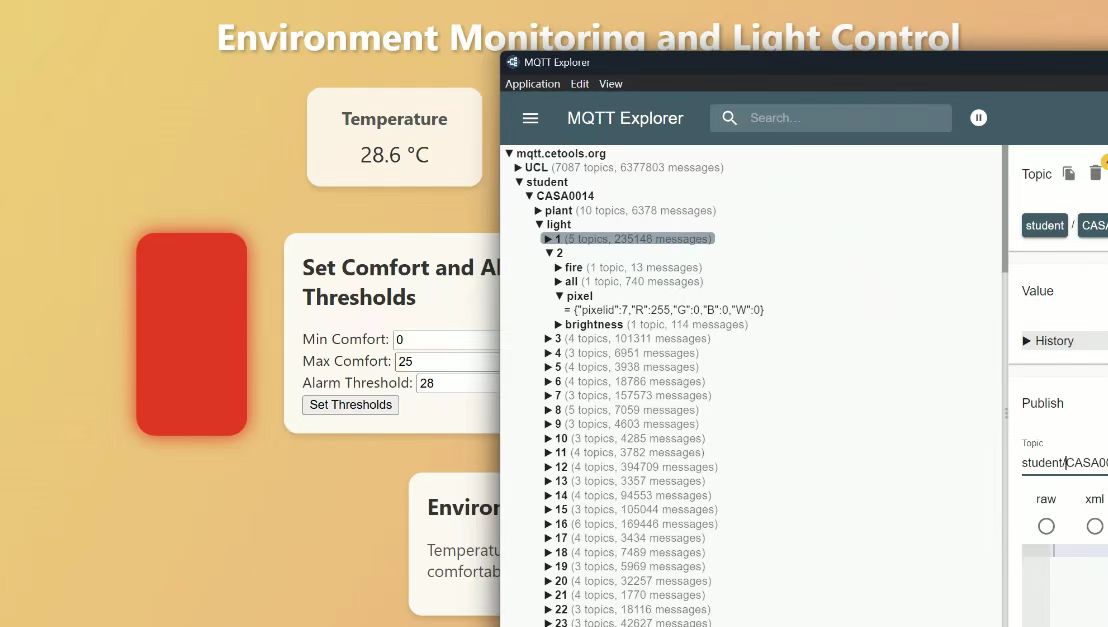 Environment Monitoring and Light Control
Temperature
28.6 °C
Set Comfort and Al
Thresholds
Min Comfort: 0
Max Comfort: 25
Alarm Threshold: 28
Set Thresholds
Environ
Temperatu
comfortab
MQTT Explorer
Application Edit View
MQTT Explorer
Search...
▼ mqtt.cetools.org
▶ UCL (7087 topics, 6377803 messages)
▼ student
▼ CASA0014
▶ plant (10 topics, 6378 messages)
▼ light
▶ 1 (5 topics, 235148 messages)
▼ 2
▶ fire (1 topic, 13 messages)
▶ all (1 topic, 740 messages)
▼ pixel
= {"pixelid":7,"R":255,"G":0,"B":0,"W":0}
▶ brightness (1 topic, 114 messages)
▶ 3 (4 topics, 101311 messages)
▶ 4 (3 topics, 6951 messages)
▶ 5 (4 topics, 3938 messages)
▶ 6 (4 topics, 18786 messages)
▶ 7 (3 topics, 157573 messages)
▶ 8 (5 topics, 7059 messages)
▶ 9 (3 topics, 4603 messages)
▶ 10 (3 topics, 4285 messages)
▶ 11 (4 topics, 3782 messages)
▶ 12 (4 topics, 394709 messages)
▶ 13 (3 topics, 3357 messages)
▶ 14 (4 topics, 94553 messages)
▶ 15 (3 topics, 105044 messages)
▶ 16 (6 topics, 169446 messages)
▶ 17 (4 topics, 3434 messages)
▶ 18 (4 topics, 7489 messages)
▶ 19 (3 topics, 5969 messages)
▶ 20 (4 topics, 32257 messages)
▶ 21 (4 topics, 1770 messages)
▶ 22 (3 topics, 18116 messages)
▶ 23 (3 topics, 42627 messages)
Topic
student / CASA
Value
▶ History
Publish
Topic
student/CASA00
raw xml